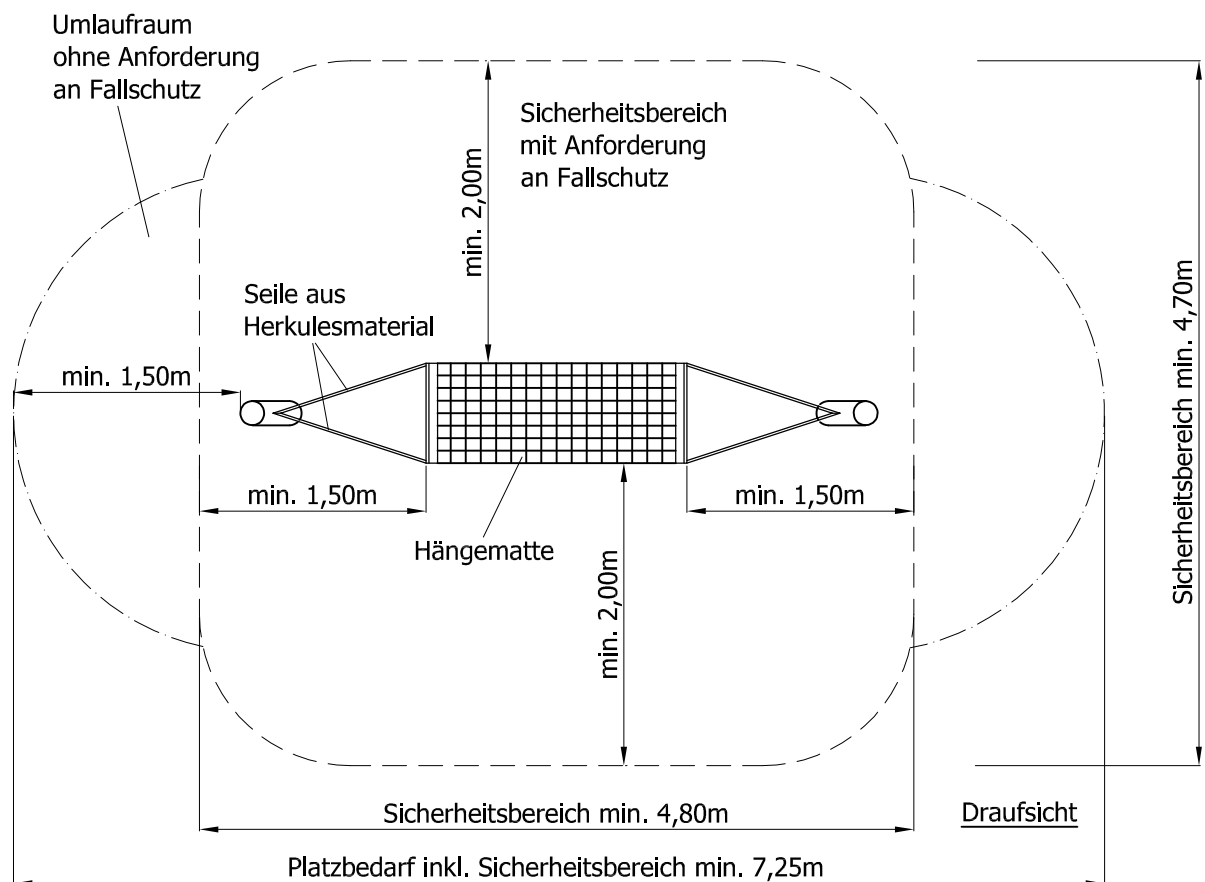 Umlaufraum
ohne Anforderung
an Fallschutz
Sicherheitsbereich
mit Anforderung
an Fallschutz
min. 2,00m
Seile aus
Herkulesmaterial
min. 1,50m
min. 1,50m
min. 1,50m
Hängematte
min. 2,00m
Sicherheitsbereich min. 4,70m
Sicherheitsbereich min. 4,80m
Draufsicht
Platzbedarf inkl. Sicherheitsbereich min. 7,25m